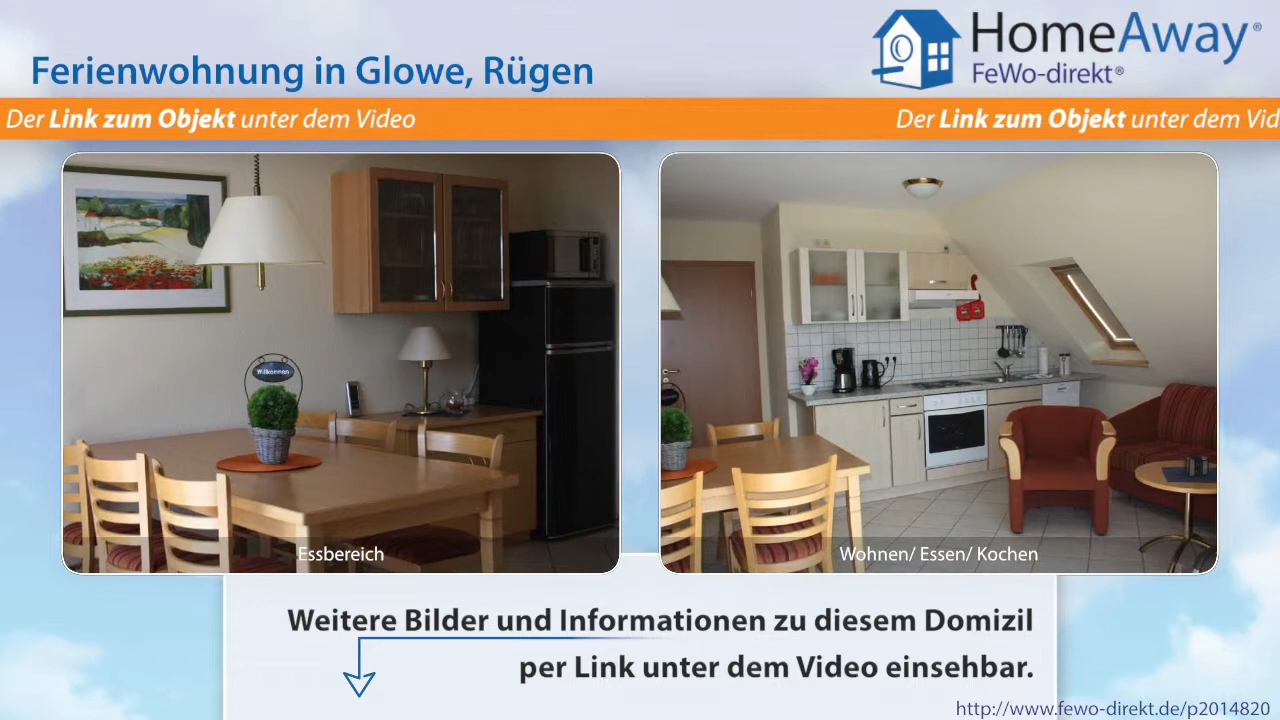 HomeAway®
FeWo-direkt®
Ferienwohnung in Glowe, Rügen
Der Link zum Objekt unter dem Video
Der Link zum Objekt unter dem Vid
Willkommen
Essbereich
Wohnen/ Essen/ Kochen
Weitere Bilder und Informationen zu diesem Domizil
per Link unter dem Video einsehbar.
http://www.fewo-direkt.de/p2014820